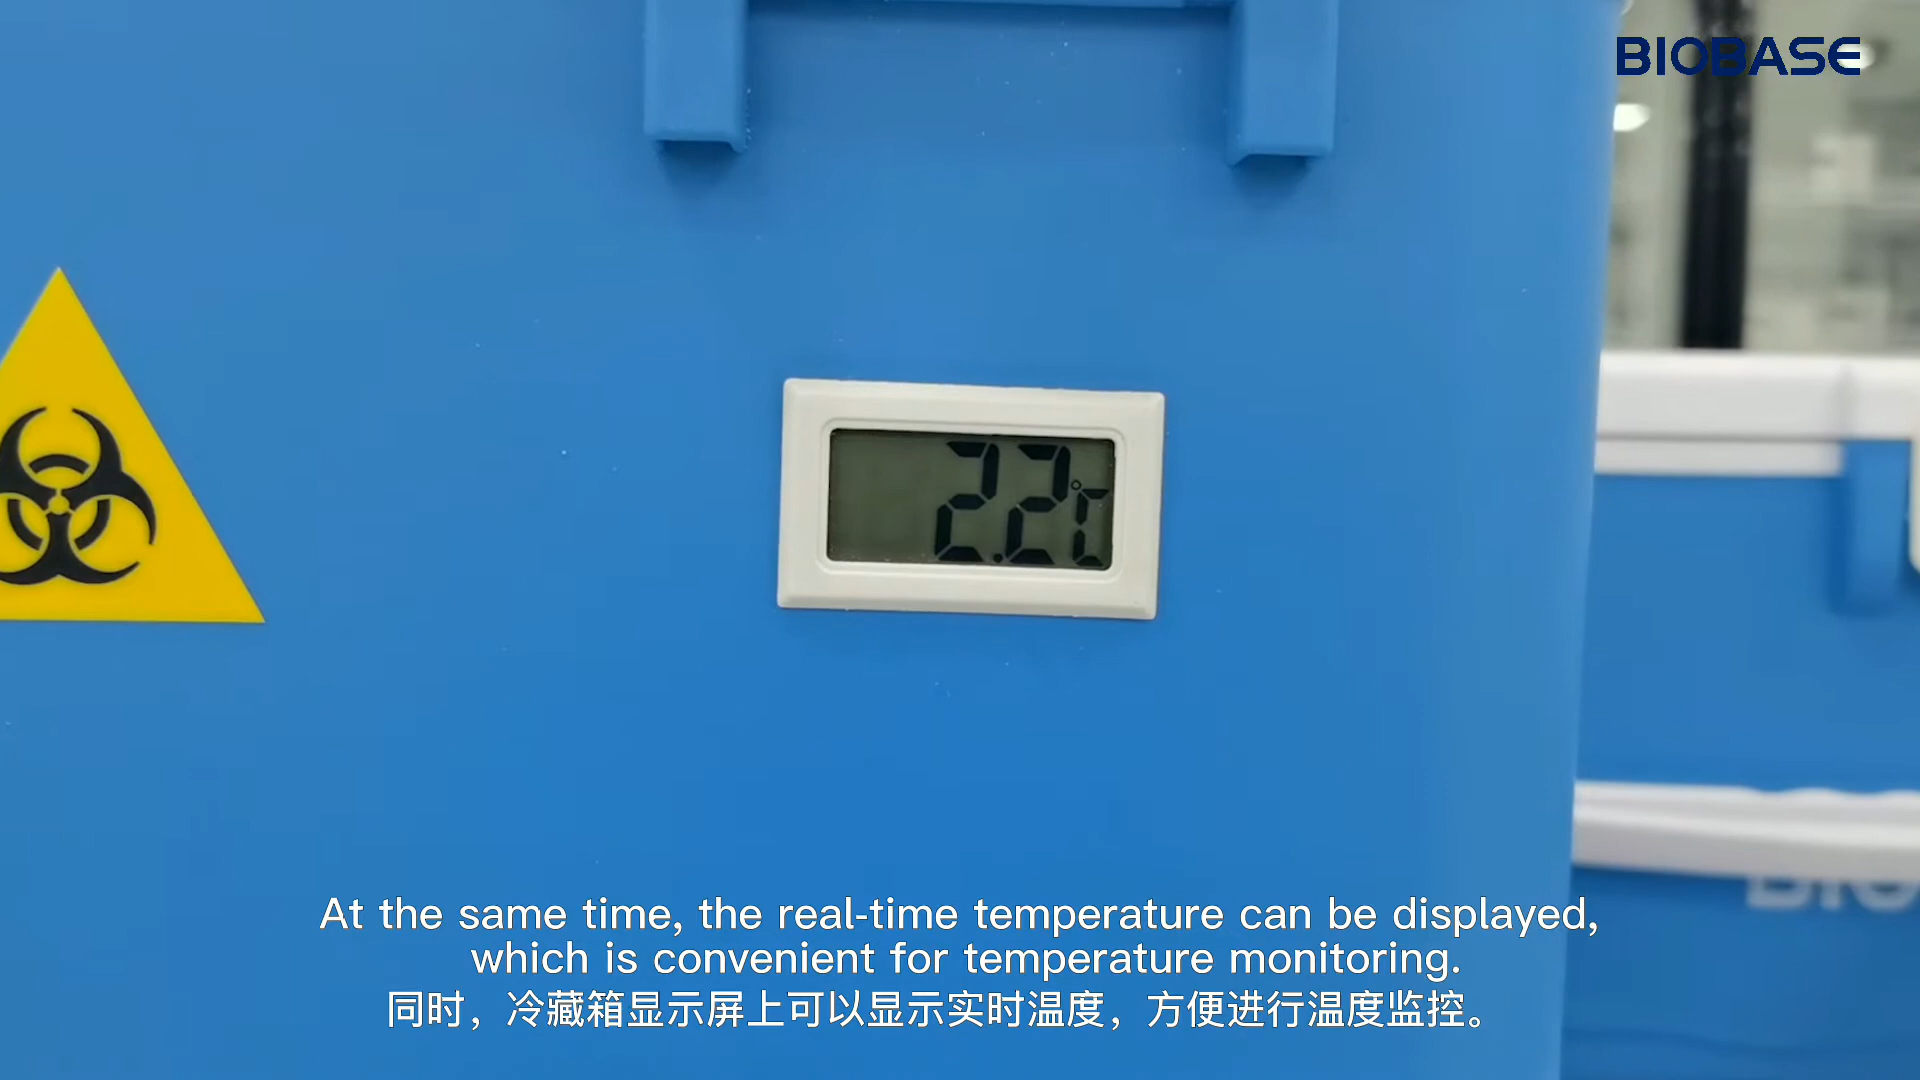 BIOBASE
2.2℃
BIO
At the same time, the real-time temperature can be displayed,
which is convenient for temperature monitoring.
同时，冷藏箱显示屏上可以显示实时温度，方便进行温度监控。